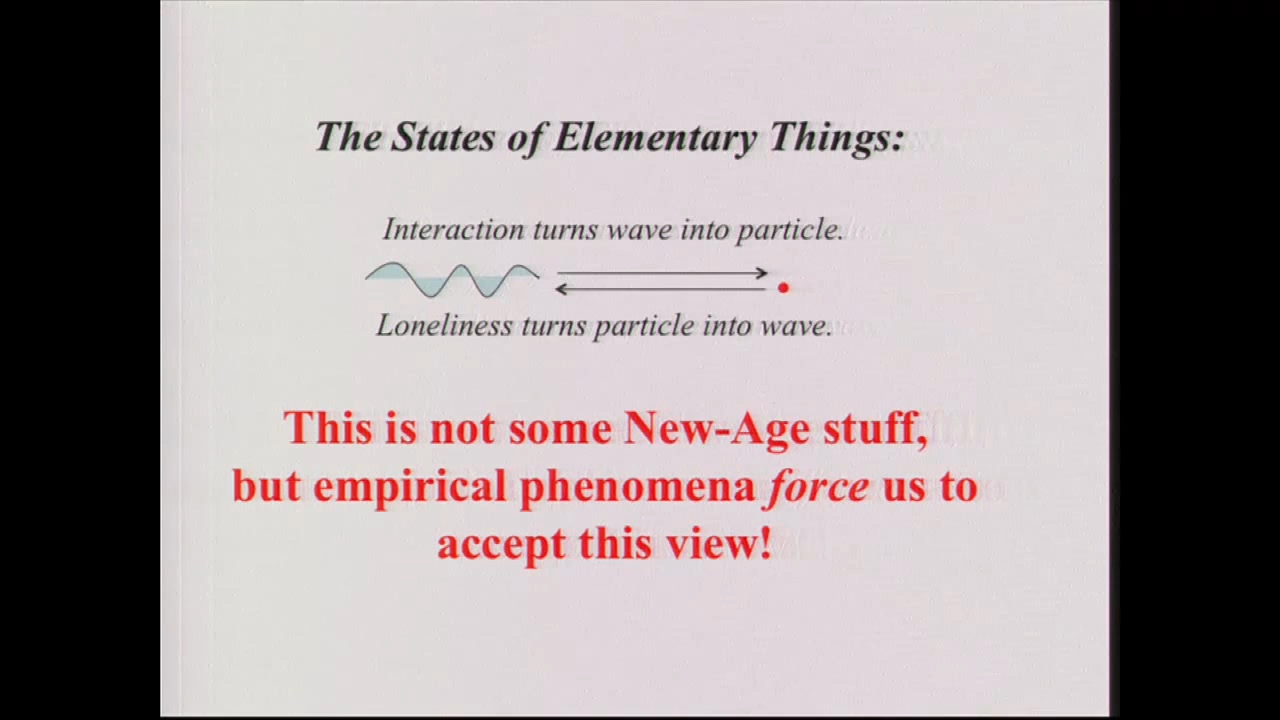 The States of Elementary Things:
Interaction turns wave into particle.
Loneliness turns particle into wave.
This is not some New-Age stuff,
but empirical phenomena force us to
accept this view!